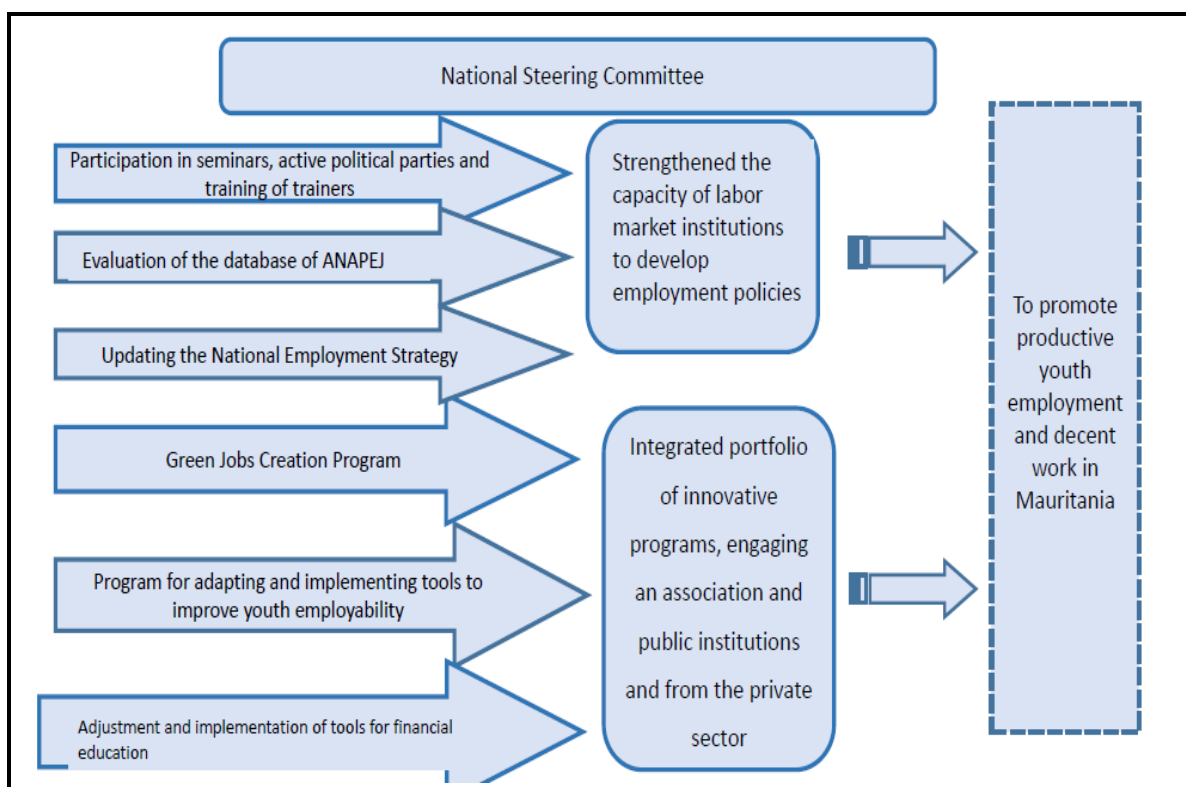 National Steering Committee
Participation in seminars, active political parties and
training of trainers
Evaluation of the database of ANAPEJ
Updating the National Employment Strategy
Strengthened the
capacity of labor
market institutions
to develop
employment policies
Green Jobs Creation Program
Program for adapting and implementing tools to
improve youth employability
Adjustment and implementation of tools for financial
education
Integrated portfolio
of innovative
programs, engaging
an association and
public institutions
and from the private
sector
To promote
productive
youth
employment
and decent
work in
Mauritania